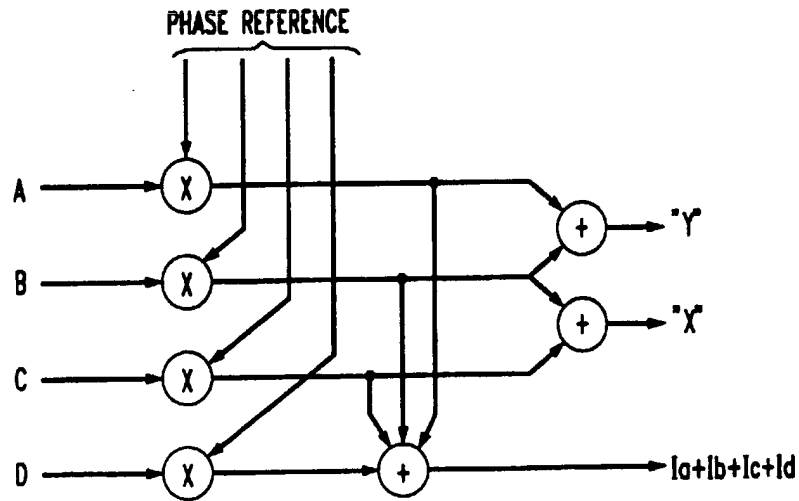 PHASE REFERENCE
A
X
B
X
C
X
D
X
+
"Y"
+
"X"
+
Ia+Ib+Ic+Id